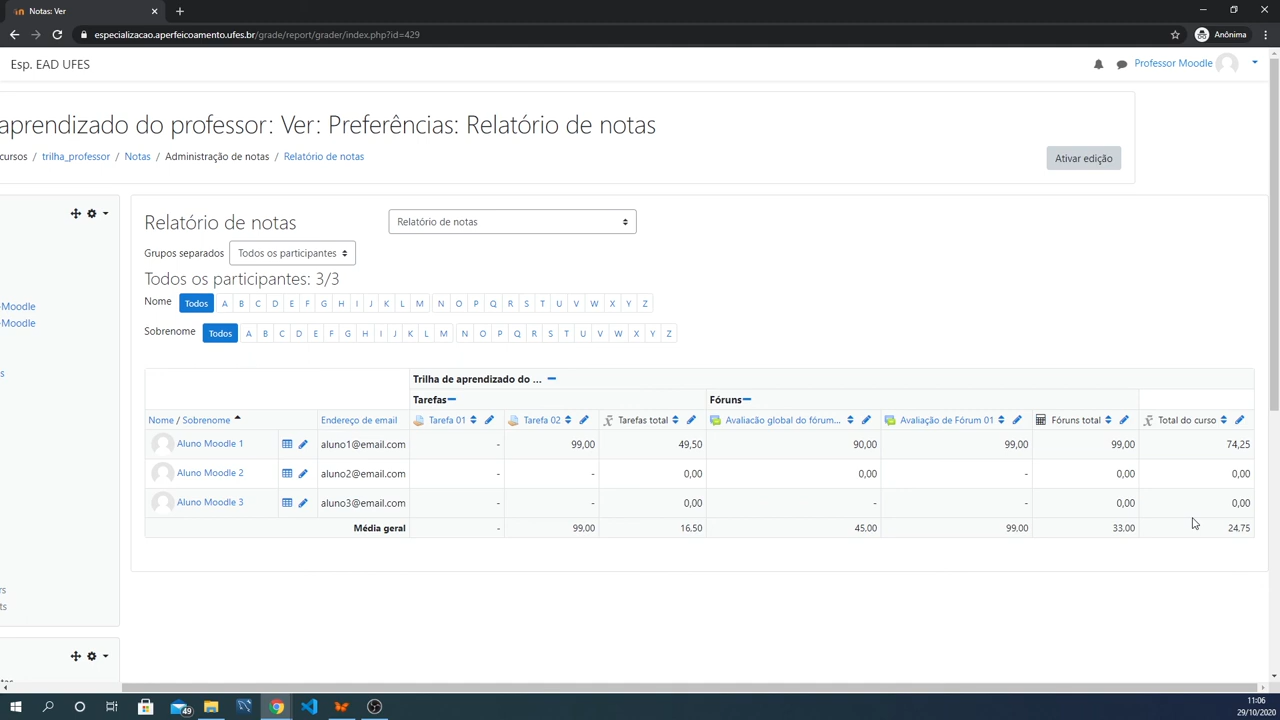 Notas: Ver
especializacao.aperfeicoamento.ufes.br/grade/report/grader/index.php?id=429
Anônima
Esp. EAD UFES
Professor Moodle
aprendizado do professor: Ver: Preferências: Relatório de notas
cursos / trilha_professor / Notas / Administração de notas / Relatório de notas
Ativar edição
Relatório de notas
Relatório de notas
Grupos separados Todos os participantes
Todos os participantes: 3/3
Nome Todos A B C D E F G H I J K L M N O P Q R S T U V W X Y Z
Sobrenome Todos A B C D E F G H I J K L M N O P Q R S T U V W X Y Z
-Moodle
-Moodle
s
rs
ts
Trilha de aprendizado do ...
Tarefas Fóruns
Nome / Sobrenome Endereço de email Tarefa 01 Tarefa 02 Tarefas total Avaliacão global do fórum... Avaliação de Fórum 01 Fóruns total Total do curso
Aluno Moodle 1 aluno1@email.com - 99,00 49,50 90,00 99,00 99,00 74,25
Aluno Moodle 2 aluno2@email.com - - 0,00 0,00 - 0,00 0,00
Aluno Moodle 3 aluno3@email.com - - 0,00 - - 0,00 0,00
Média geral - 99,00 16,50 45,00 99,00 33,00 24,75
49
11:06
29/10/2020